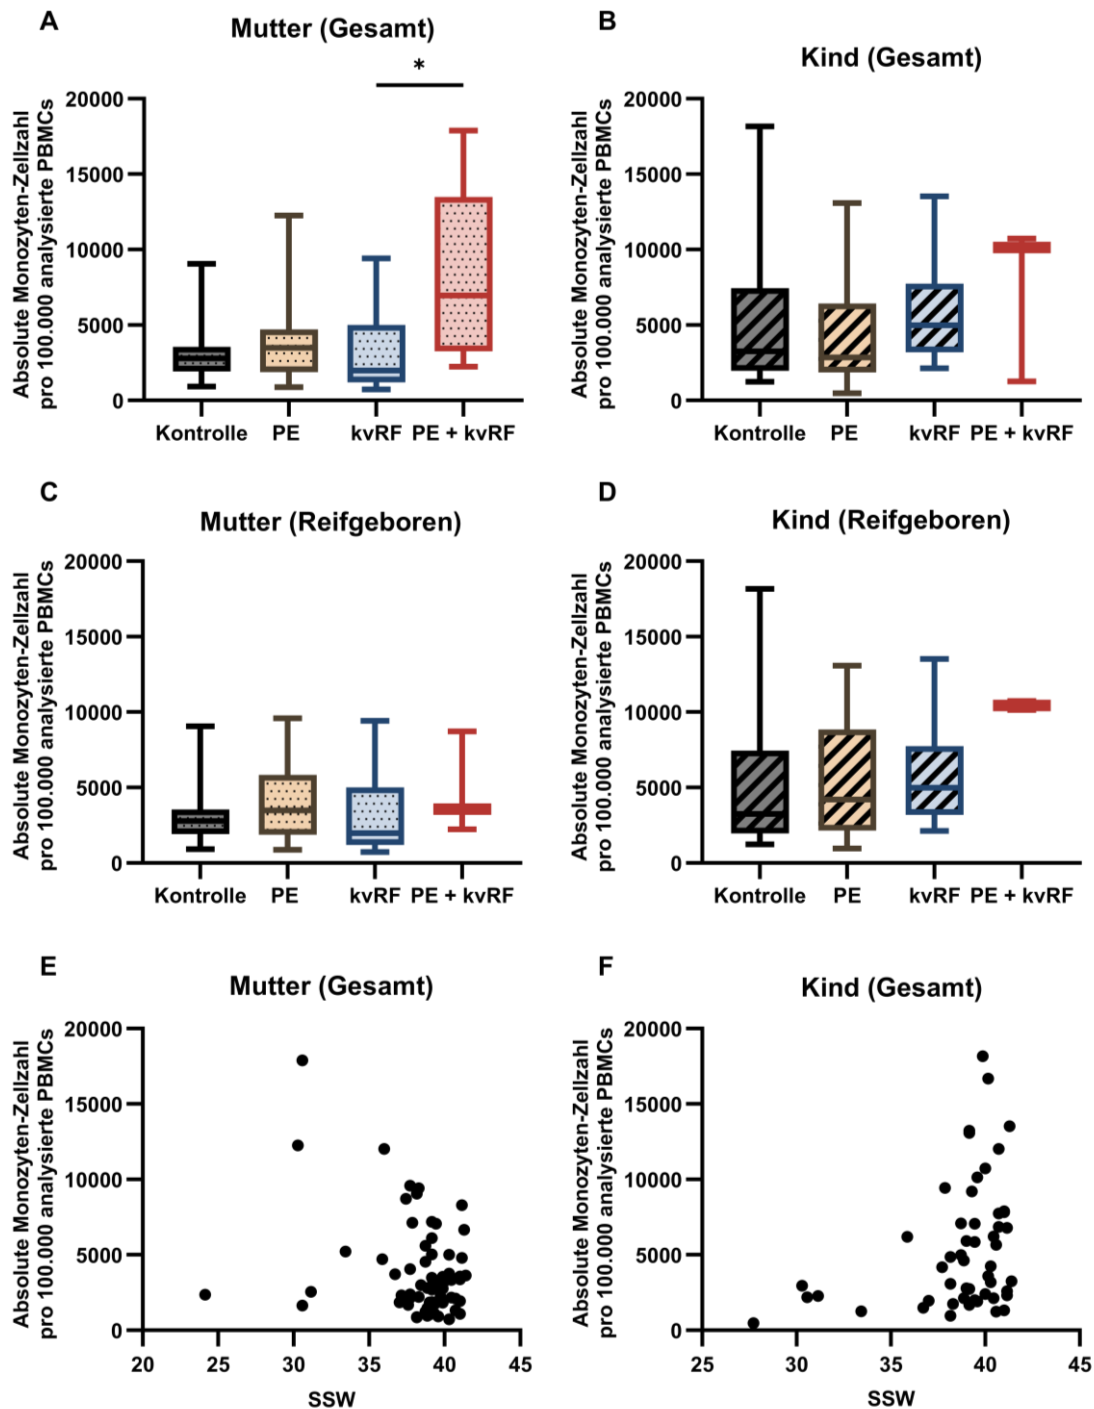 A
Mutter (Gesamt)
*
Absolute Monozyten-Zellzahl
pro 100.000 analysierte PBMCs
20000
15000
10000
5000
0
Kontrolle PE kvRF PE + kvRF
B
Kind (Gesamt)
Absolute Monozyten-Zellzahl
pro 100.000 analysierte PBMCs
20000
15000
10000
5000
0
Kontrolle PE kvRF PE + kvRF
C
Mutter (Reifgeboren)
Absolute Monozyten-Zellzahl
pro 100.000 analysierte PBMCs
20000
15000
10000
5000
0
Kontrolle PE kvRF PE + kvRF
D
Kind (Reifgeboren)
Absolute Monozyten-Zellzahl
pro 100.000 analysierte PBMCs
20000
15000
10000
5000
0
Kontrolle PE kvRF PE + kvRF
E
Mutter (Gesamt)
Absolute Monozyten-Zellzahl
pro 100.000 analysierte PBMCs
20000
15000
10000
5000
0
20 25 30 35 40 45
SSW
F
Kind (Gesamt)
Absolute Monozyten-Zellzahl
pro 100.000 analysierte PBMCs
20000
15000
10000
5000
0
25 30 35 40 45
SSW